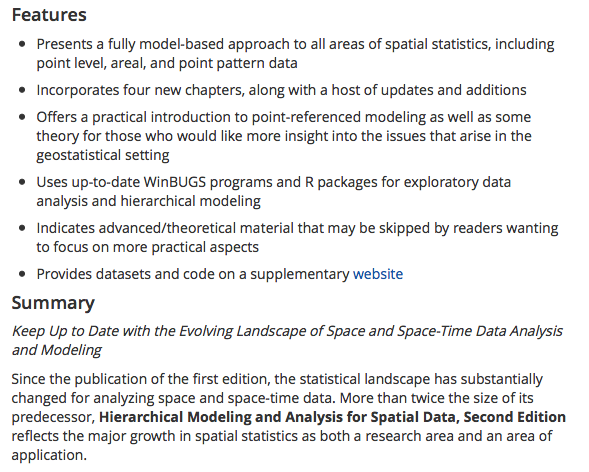 Features
• Presents a fully model-based approach to all areas of spatial statistics, including
point level, areal, and point pattern data
• Incorporates four new chapters, along with a host of updates and additions
• Offers a practical introduction to point-referenced modeling as well as some
theory for those who would like more insight into the issues that arise in the
geostatistical setting
• Uses up-to-date WinBUGS programs and R packages for exploratory data
analysis and hierarchical modeling
• Indicates advanced/theoretical material that may be skipped by readers wanting
to focus on more practical aspects
• Provides datasets and code on a supplementary website
Summary
Keep Up to Date with the Evolving Landscape of Space and Space-Time Data Analysis
and Modeling
Since the publication of the first edition, the statistical landscape has substantially
changed for analyzing space and space-time data. More than twice the size of its
predecessor, Hierarchical Modeling and Analysis for Spatial Data, Second Edition
reflects the major growth in spatial statistics as both a research area and an area of
application.